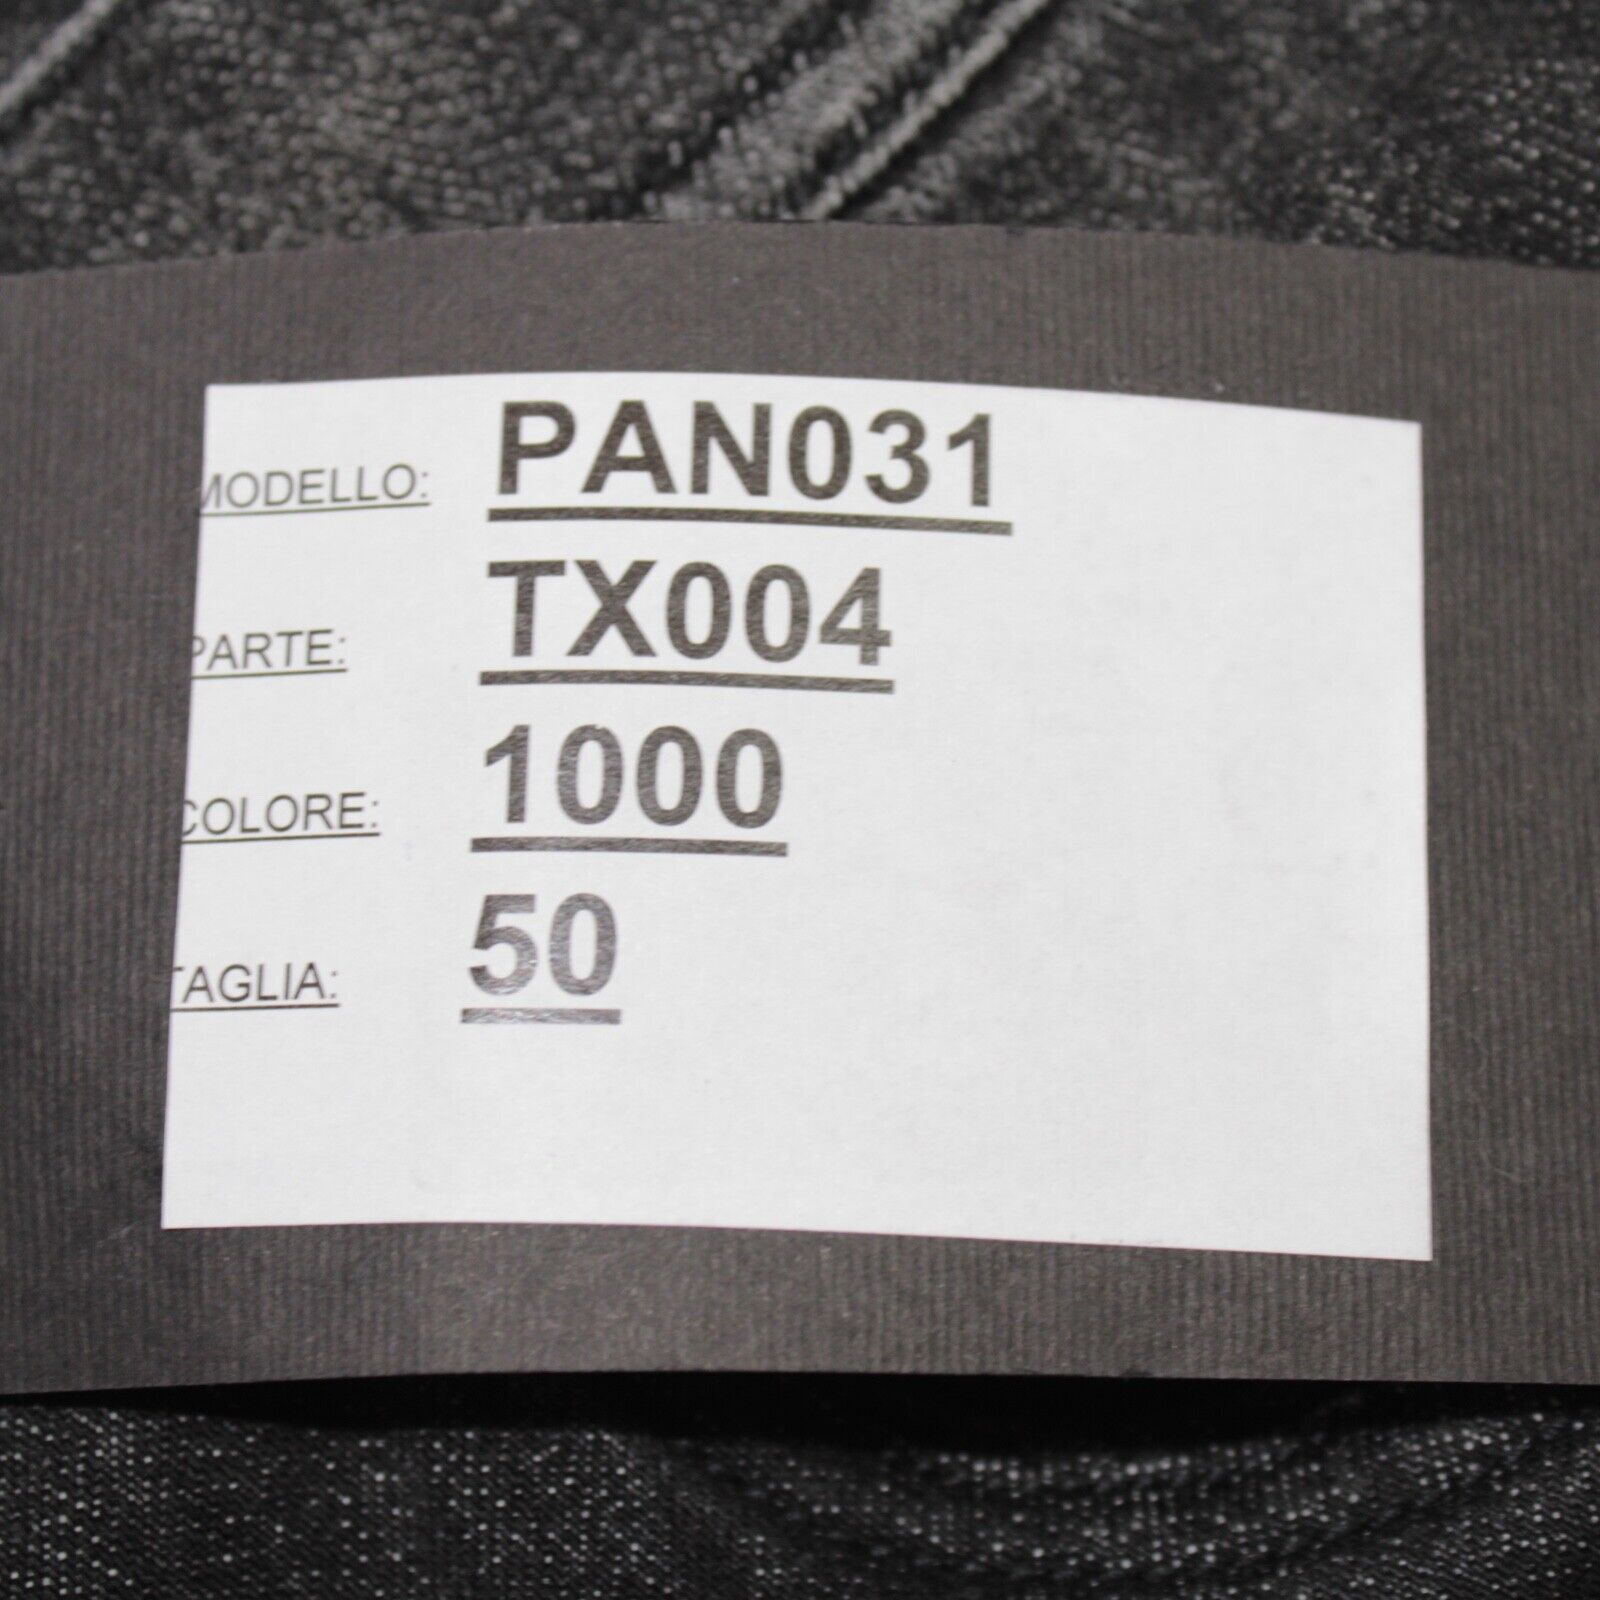 MODELLO: PAN031
PARTE: TX004
COLORE: 1000
TAGLIA: 50